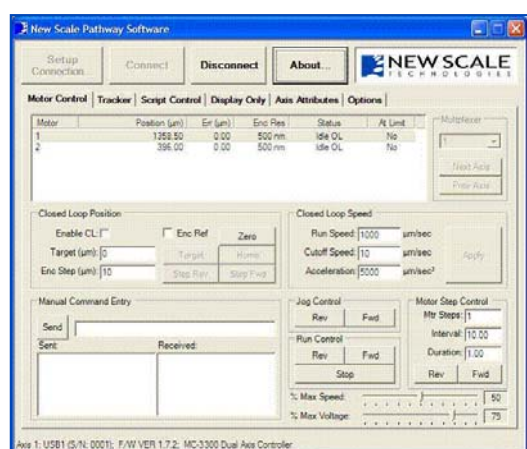 New Scale Pathway Software
Setup Connection... Connect Disconnect About... NEW SCALE TECHNOLOGIES
Motor Control Tracker Script Control Display Only Axis Attributes Options
Motor Position (µm) Err (µm) Enc Res Status At Limit Multiplexer
1 1358.50 0.00 500 nm Idle OL No
2 396.00 0.00 500 nm Idle OL No
1
Next Axis
Prev Axis
Closed Loop Position Closed Loop Speed
Enable CL: Enc Ref Zero Run Speed: 1000 µm/sec
Target (µm): 0 Target Home Cutoff Speed: 10 µm/sec Apply
Enc Step (µm): 10 Step Rev Step Fwd Acceleration: 5000 µm/sec²
Manual Command Entry Jog Control Motor Step Control
Send Rev Fwd Mtr Steps: 1
Sent: Received: Run Control Interval: 10.00
Rev Fwd Duration: 1.00
Stop Rev Fwd
% Max Speed: 50
% Max Voltage: 75
Axis 1: USB1 (S/N: 0001); F/W VER 1.7.2; MC-3300 Dual Axis Controller